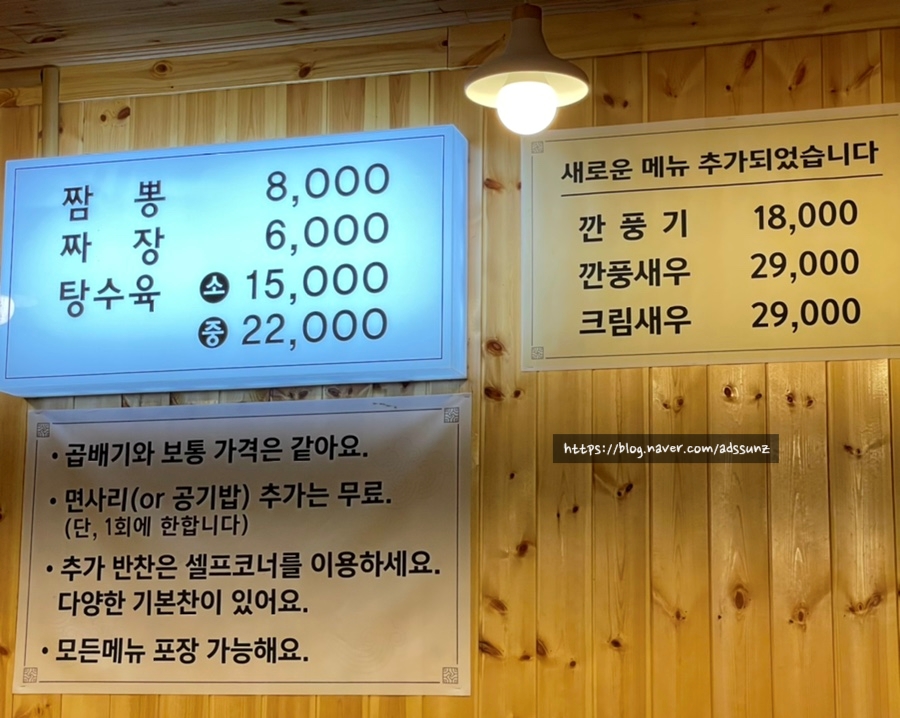 짬 뽕 8,000
짜 장 6,000
탕수육 소 15,000
중 22,000
새로운 메뉴 추가되었습니다
깐 풍 기 18,000
깐풍새우 29,000
크림새우 29,000
• 곱배기와 보통 가격은 같아요.
• 면사리(or 공기밥) 추가는 무료.
(단, 1회에 한합니다)
• 추가 반찬은 셀프코너를 이용하세요.
다양한 기본찬이 있어요.
• 모든메뉴 포장 가능해요.
https://blog.naver.com/adssunz